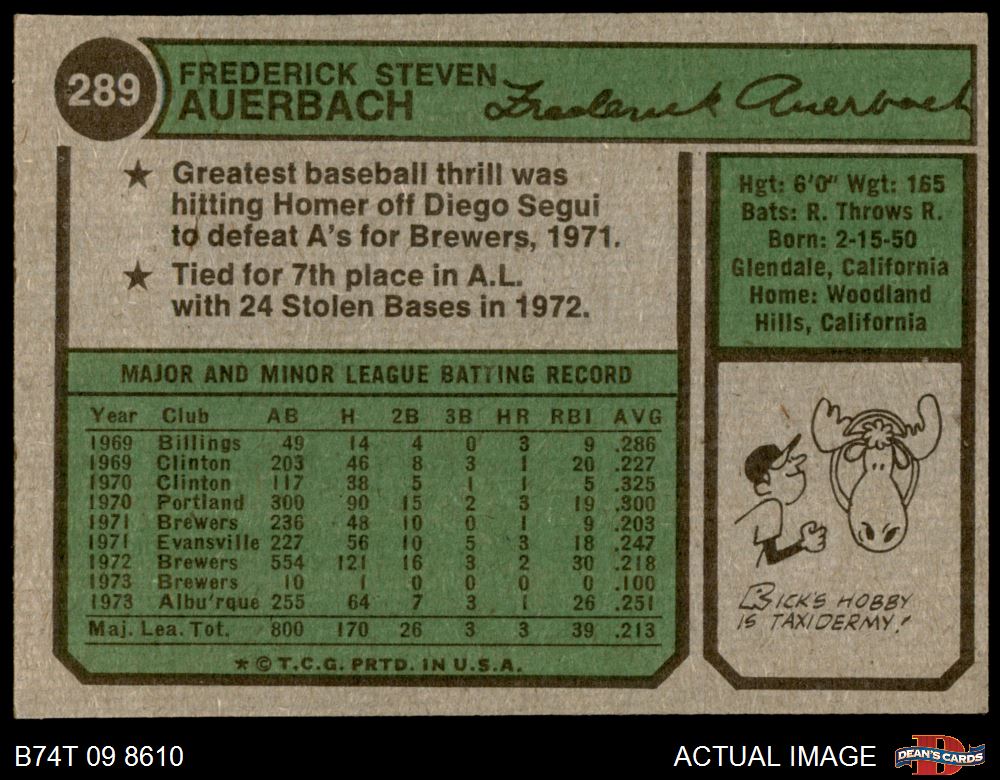 289
FREDERICK STEVEN
AUERBACH
Frederick Auerbach
★ Greatest baseball thrill was
hitting Homer off Diego Segui
to defeat A's for Brewers, 1971.
★ Tied for 7th place in A.L.
with 24 Stolen Bases in 1972.
Hgt: 6'0" Wgt: 165
Bats: R. Throws R.
Born: 2-15-50
Glendale, California
Home: Woodland
Hills, California
MAJOR AND MINOR LEAGUE BATTING RECORD
Year Club AB H 2B 3B HR RBI AVG
1969 Billings 49 14 4 0 3 9 .286
1969 Clinton 203 46 8 3 1 20 .227
1970 Clinton 117 38 5 1 1 5 .325
1970 Portland 300 90 15 2 3 19 .300
1971 Brewers 236 48 10 0 1 9 .203
1971 Evansville 227 56 10 5 3 18 .247
1972 Brewers 554 121 16 3 2 30 .218
1973 Brewers 10 1 0 0 0 0 .100
1973 Albu'rque 255 64 7 3 1 26 .251
Maj. Lea. Tot. 800 170 26 3 3 39 .213
★ © T.C.G. PRTD. IN U.S.A.
RICK'S HOBBY
IS TAXIDERMY!
B74T 09 8610
ACTUAL IMAGE
D
DEAN'S CARDS